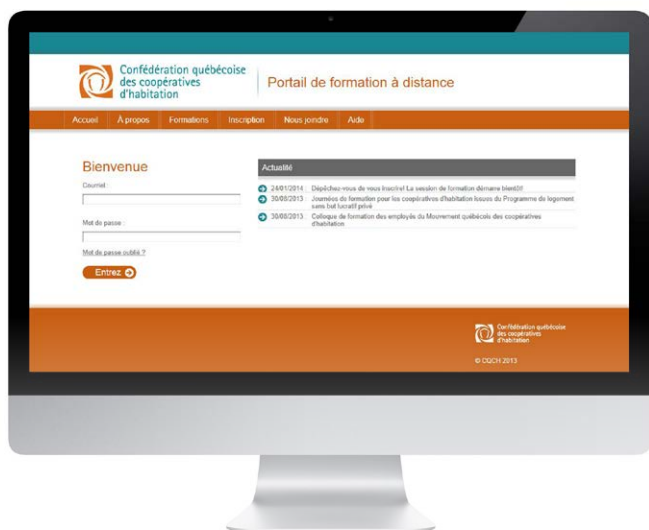 Confédération québécoise
des coopératives
d'habitation
Portail de formation à distance
Accueil À propos Formations Inscription Nous joindre Aide
Bienvenue
Courriel :
Mot de passe :
Mot de passe oublié ?
Entrez
Actualité
24/01/2014 : Dépêchez-vous de vous inscrire! La session de formation démarre bientôt!
30/08/2013 : Journées de formation pour les coopératives d'habitation issues du Programme de logement
sans but lucratif privé
30/08/2013 : Colloque de formation des employés du Mouvement québécois des coopératives
d'habitation
Confédération québécoise
des coopératives
d'habitation
© CQCH 2013